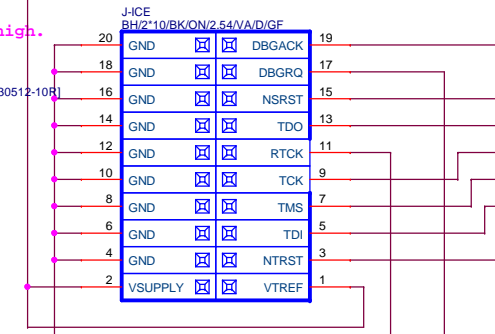 J-ICE
high.
BH/2*10/BK/ON/2.54/VA/D/GF
20 GND DBGACK 19
18 GND DBGRQ 17
30512-10R]
16 GND NSRST 15
14 GND TDO 13
12 GND RTCK 11
10 GND TCK 9
8 GND TMS 7
6 GND TDI 5
4 GND NTRST 3
2 VSUPPLY VTREF 1